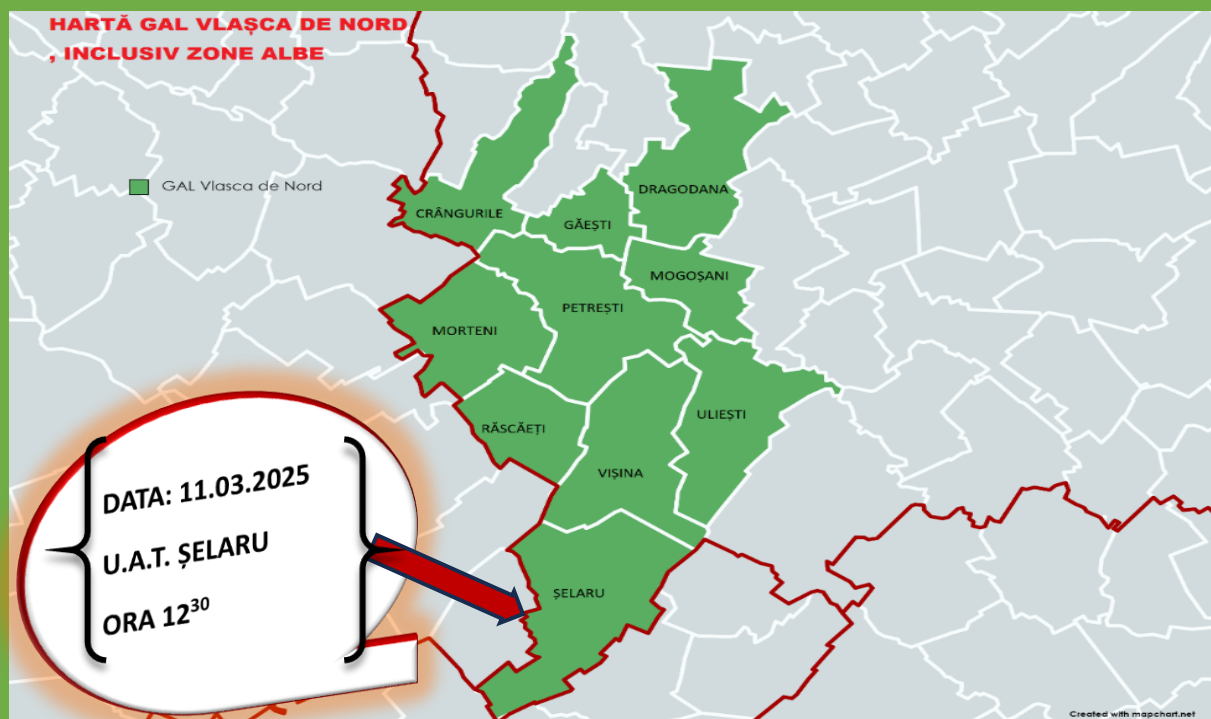 HARTĂ GAL VLAȘCA DE NORD
, INCLUSIV ZONE ALBE
GAL Vlasca de Nord
DRAGODANA
CRÂNGURILE
GĂEȘTI
MOGOȘANI
PETREȘTI
MORTENI
ULIEȘTI
RĂSCĂEȚI
VIȘINA
DATA: 11.03.2025
U.A.T. ȘELARU
ORA 12³⁰
ȘELARU
Created with mapchart.net